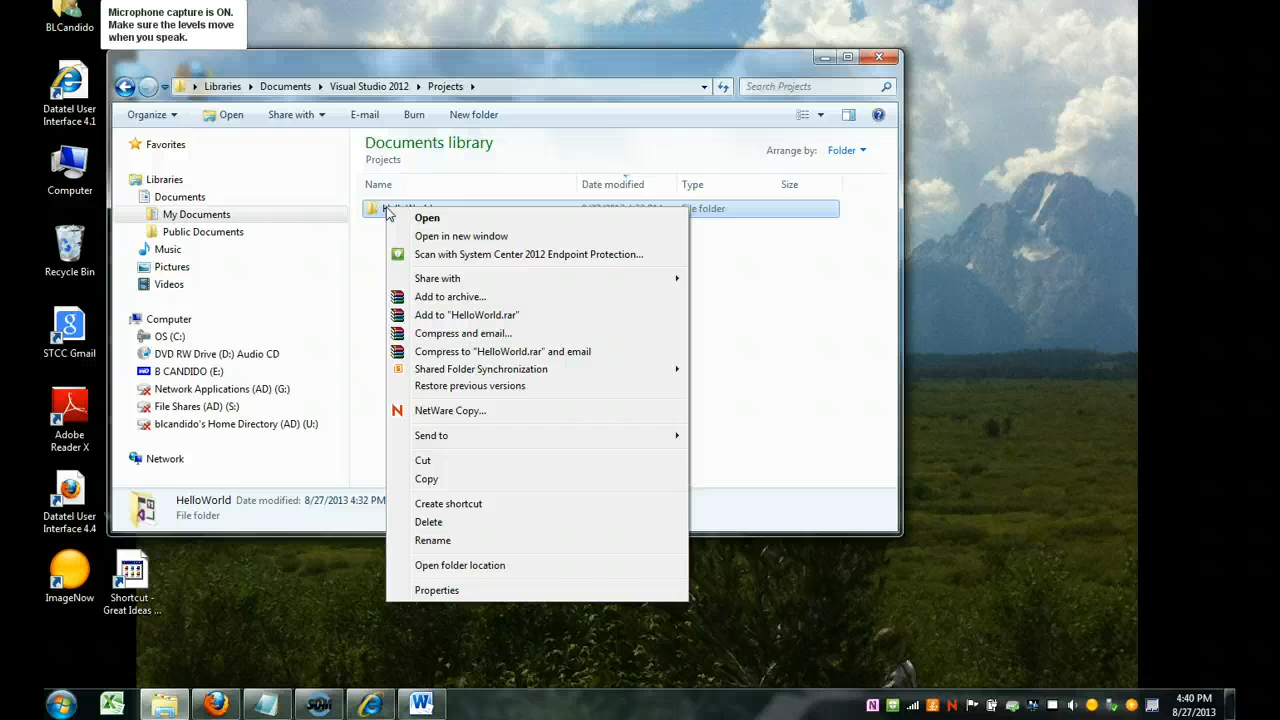 BLCandido
Microphone capture is ON.
Make sure the levels move
when you speak.
Datatel User
Interface 4.1
Computer
Recycle Bin
STCC Gmail
Adobe
Reader X
Datatel User
Interface 4.4
ImageNow
Shortcut -
Great Ideas ...
Libraries Documents Visual Studio 2012 Projects
Search Projects
Organize Open Share with E-mail Burn New folder
Favorites
Libraries
Documents
My Documents
Public Documents
Music
Pictures
Videos
Computer
OS (C:)
DVD RW Drive (D:) Audio CD
B CANDIDO (E:)
Network Applications (AD) (G:)
File Shares (AD) (S:)
blcandido's Home Directory (AD) (U:)
Network
Documents library
Projects
Arrange by: Folder
Name Date modified Type Size
File folder
Open
Open in new window
Scan with System Center 2012 Endpoint Protection...
Share with
Add to archive...
Add to "HelloWorld.rar"
Compress and email...
Compress to "HelloWorld.rar" and email
Shared Folder Synchronization
Restore previous versions
NetWare Copy...
Send to
Cut
Copy
Create shortcut
Delete
Rename
Open folder location
Properties
HelloWorld Date modified: 8/27/2013 4:32 PM
File folder
4:40 PM
8/27/2013